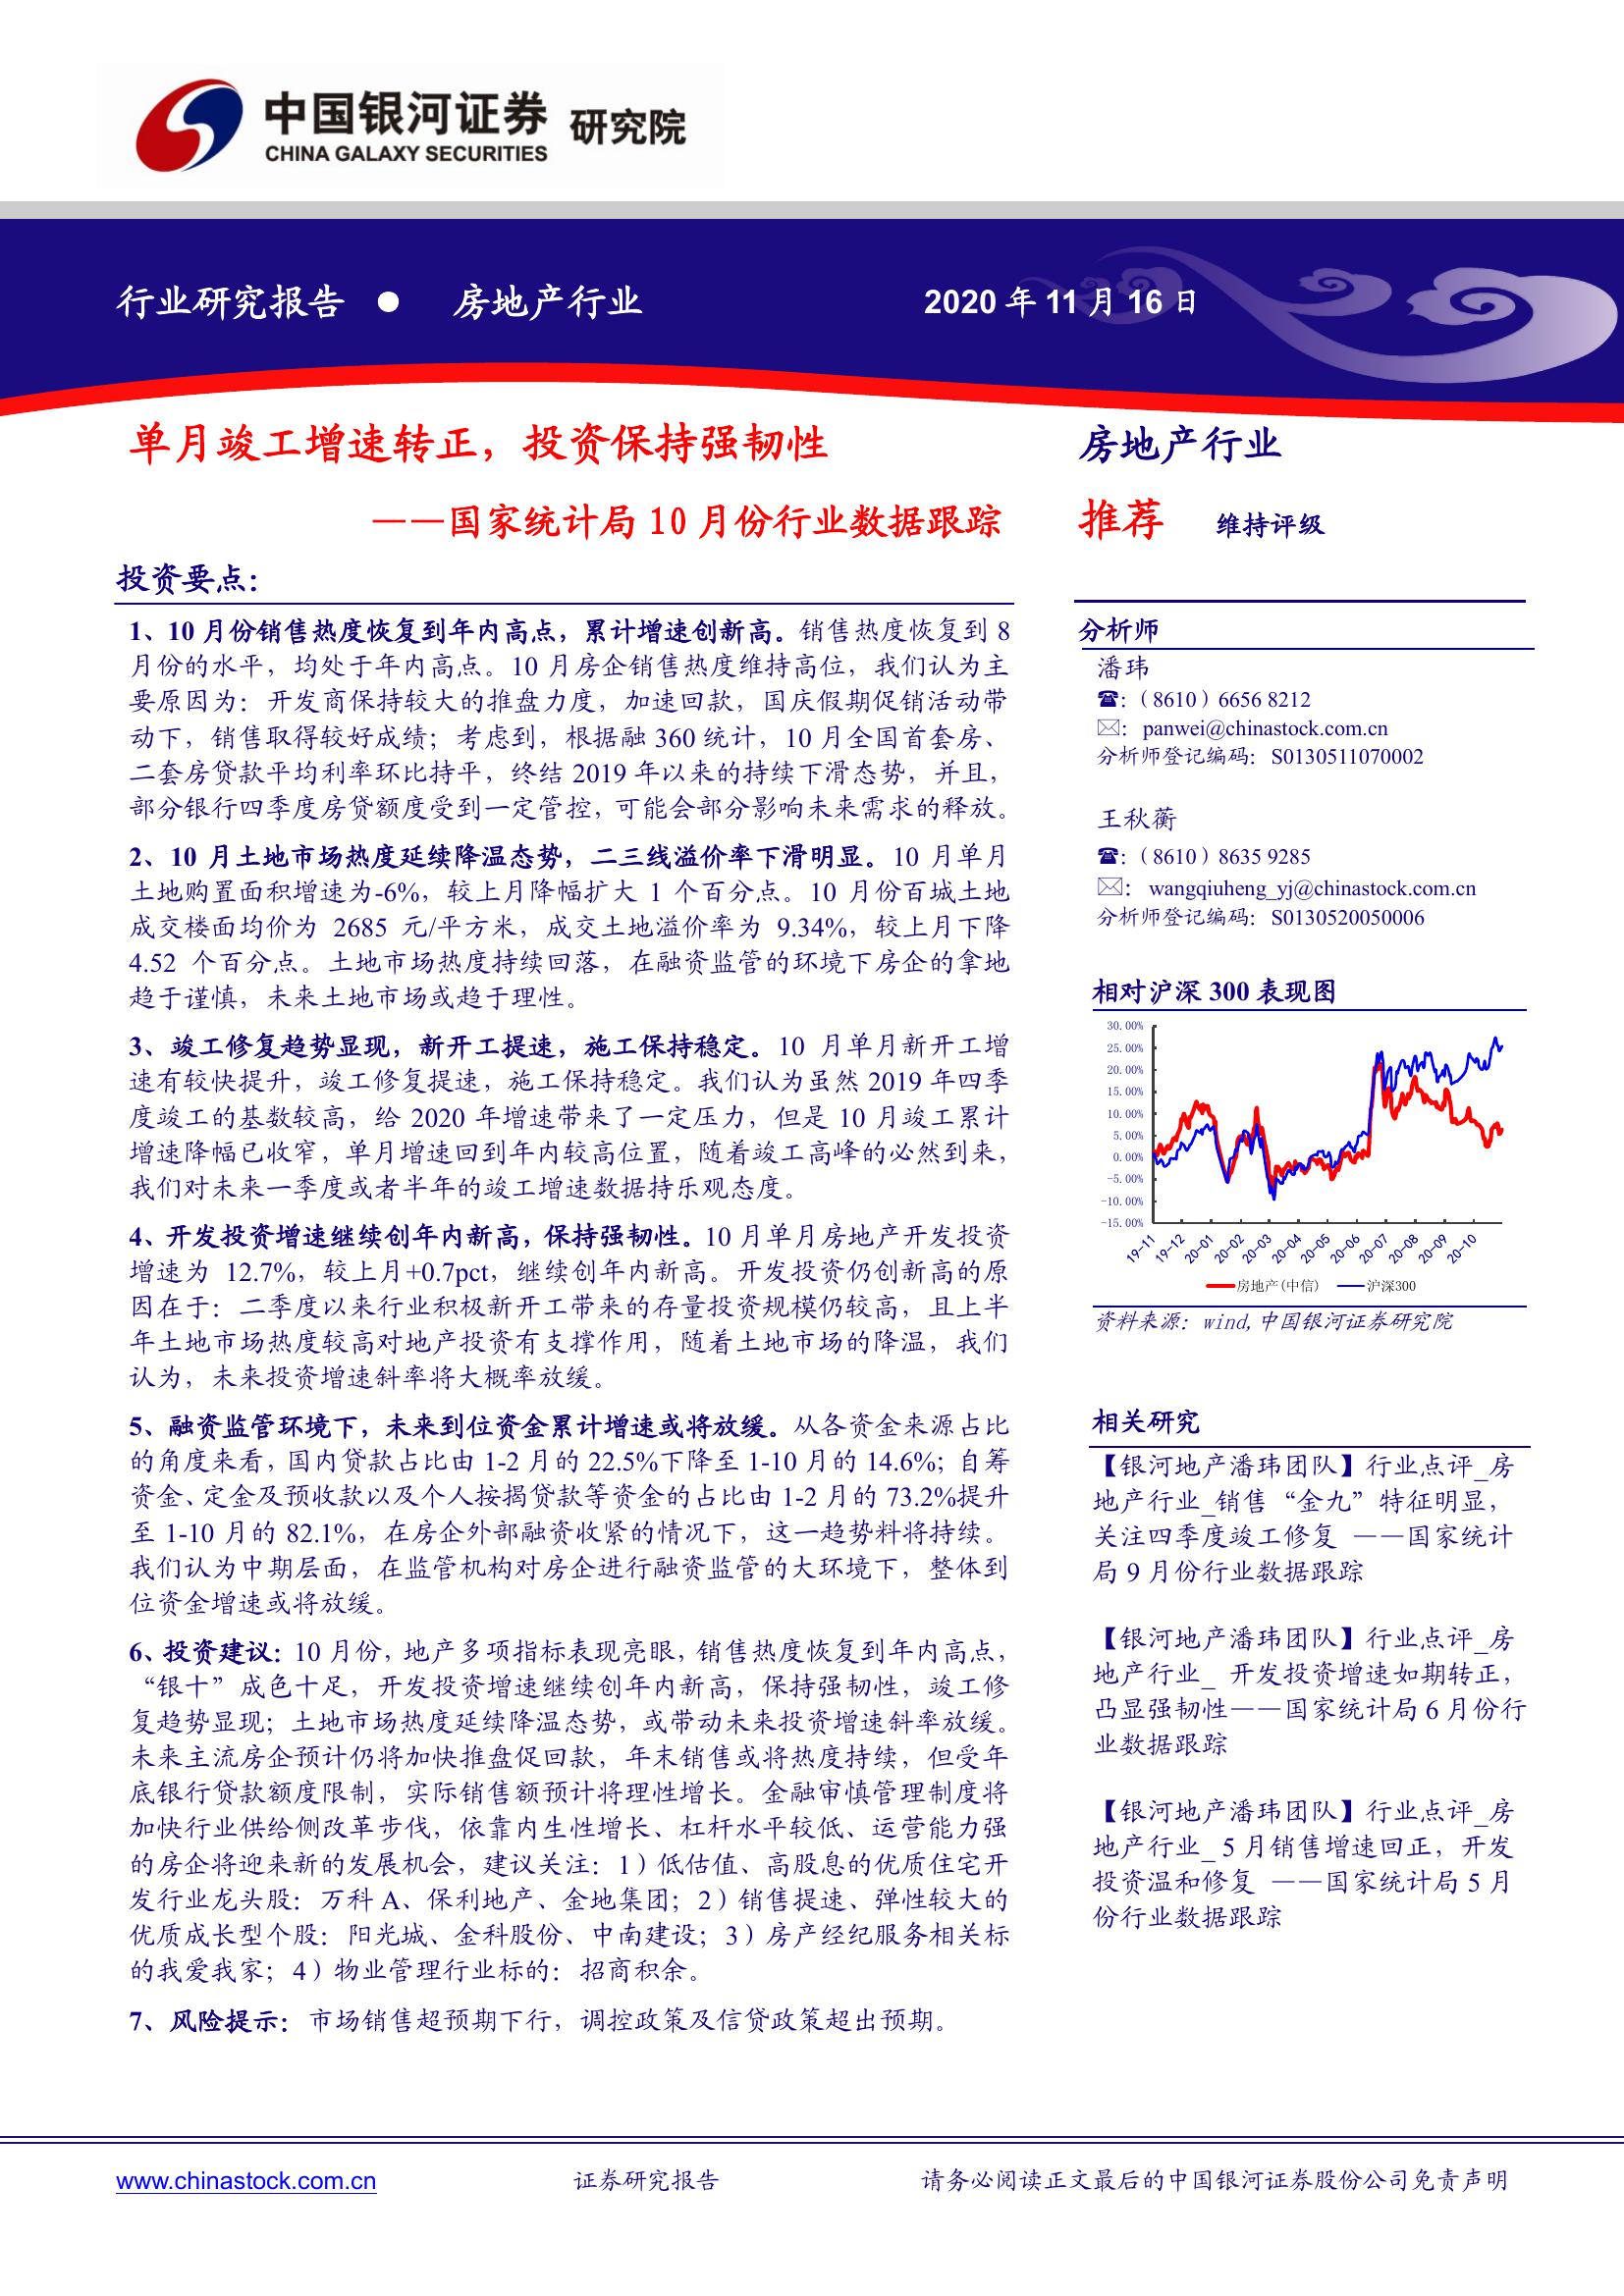 中国银河证券 研究院
CHINA GALAXY SECURITIES
行业研究报告 ● 房地产行业 2020 年 11 月 16 日
单月竣工增速转正，投资保持强韧性
——国家统计局 10 月份行业数据跟踪
投资要点：
1、10 月份销售热度恢复到年内高点，累计增速创新高。销售热度恢复到 8
月份的水平，均处于年内高点。10 月房企销售热度维持高位，我们认为主
要原因为：开发商保持较大的推盘力度，加速回款，国庆假期促销活动带
动下，销售取得较好成绩；考虑到，根据融 360 统计，10 月全国首套房、
二套房贷款平均利率环比持平，终结 2019 年以来的持续下滑态势，并且，
部分银行四季度房贷额度受到一定管控，可能会部分影响未来需求的释放。
2、10 月土地市场热度延续降温态势，二三线溢价率下滑明显。10 月单月
土地购置面积增速为-6%，较上月降幅扩大 1 个百分点。10 月份百城土地
成交楼面均价为 2685 元/平方米，成交土地溢价率为 9.34%，较上月下降
4.52 个百分点。土地市场热度持续回落，在融资监管的环境下房企的拿地
趋于谨慎，未来土地市场或趋于理性。
3、竣工修复趋势显现，新开工提速，施工保持稳定。10 月单月新开工增
速有较快提升，竣工修复提速，施工保持稳定。我们认为虽然 2019 年四季
度竣工的基数较高，给 2020 年增速带来了一定压力，但是 10 月竣工累计
增速降幅已收窄，单月增速回到年内较高位置，随着竣工高峰的必然到来，
我们对未来一季度或者半年的竣工增速数据持乐观态度。
4、开发投资增速继续创年内新高，保持强韧性。10 月单月房地产开发投资
增速为 12.7%，较上月+0.7pct，继续创年内新高。开发投资仍创新高的原
因在于：二季度以来行业积极新开工带来的存量投资规模仍较高，且上半
年土地市场热度较高对地产投资有支撑作用，随着土地市场的降温，我们
认为，未来投资增速斜率将大概率放缓。
5、融资监管环境下，未来到位资金累计增速或将放缓。从各资金来源占比
的角度来看，国内贷款占比由 1-2 月的 22.5%下降至 1-10 月的 14.6%；自筹
资金、定金及预收款以及个人按揭贷款等资金的占比由 1-2 月的 73.2%提升
至 1-10 月的 82.1%，在房企外部融资收紧的情况下，这一趋势料将持续。
我们认为中期层面，在监管机构对房企进行融资监管的大环境下，整体到
位资金增速或将放缓。
6、投资建议：10 月份，地产多项指标表现亮眼，销售热度恢复到年内高点，
“银十”成色十足，开发投资增速继续创年内新高，保持强韧性，竣工修
复趋势显现；土地市场热度延续降温态势，或带动未来投资增速斜率放缓。
未来主流房企预计仍将加快推盘促回款，年末销售或将热度持续，但受年
底银行贷款额度限制，实际销售额预计将理性增长。金融审慎管理制度将
加快行业供给侧改革步伐，依靠内生性增长、杠杆水平较低、运营能力强
的房企将迎来新的发展机会，建议关注：1）低估值、高股息的优质住宅开
发行业龙头股：万科 A、保利地产、金地集团；2）销售提速、弹性较大的
优质成长型个股：阳光城、金科股份、中南建设；3）房产经纪服务相关标
的我爱我家；4）物业管理行业标的：招商积余。
7、风险提示：市场销售超预期下行，调控政策及信贷政策超出预期。
房地产行业
推荐 维持评级
分析师
潘玮
☎:（8610）6656 8212
✉: panwei@chinastock.com.cn
分析师登记编码：S0130511070002
王秋蘅
☎:（8610）8635 9285
✉: wangqiuheng_yj@chinastock.com.cn
分析师登记编码：S0130520050006
相对沪深 300 表现图
30.00%
25.00%
20.00%
15.00%
10.00%
5.00%
0.00%
-5.00%
-10.00%
-15.00%
19-11 19-12 20-01 20-02 20-03 20-04 20-05 20-06 20-07 20-08 20-09 20-10
房地产(中信) 沪深300
资料来源：wind,中国银河证券研究院
相关研究
【银河地产潘玮团队】行业点评_房
地产行业_销售“金九”特征明显，
关注四季度竣工修复 ——国家统计
局 9 月份行业数据跟踪
【银河地产潘玮团队】行业点评_房
地产行业_ 开发投资增速如期转正，
凸显强韧性——国家统计局 6 月份行
业数据跟踪
【银河地产潘玮团队】行业点评_房
地产行业_ 5 月销售增速回正，开发
投资温和修复 ——国家统计局 5 月
份行业数据跟踪
www.chinastock.com.cn 证券研究报告 请务必阅读正文最后的中国银河证券股份公司免责声明